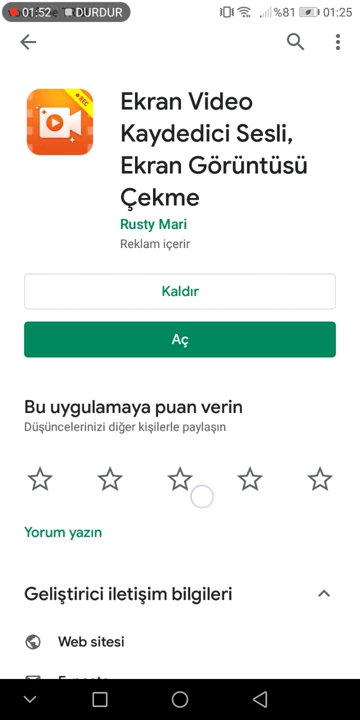 01:52 DURDUR %81 01:25
REC
Ekran Video
Kaydedici Sesli,
Ekran Görüntüsü
Çekme
Rusty Mari
Reklam içerir
Kaldır
Aç
Bu uygulamaya puan verin
Düşüncelerinizi diğer kişilerle paylaşın
Yorum yazın
Geliştirici iletişim bilgileri
Web sitesi